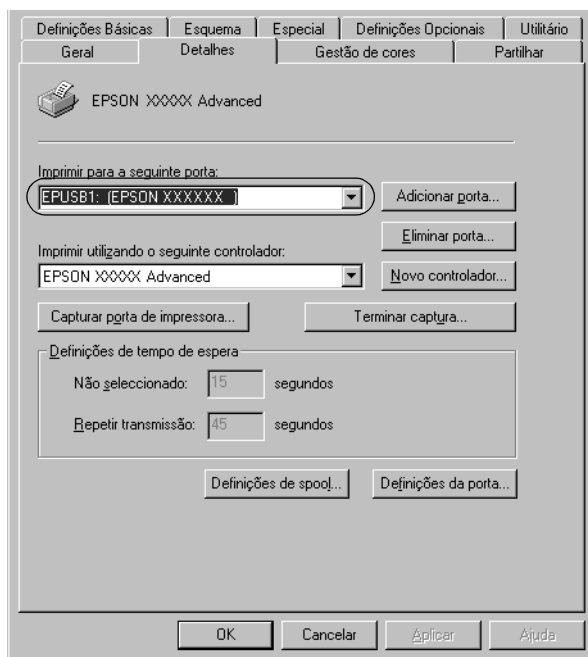 Definições Básicas Esquema Especial Definições Opcionais Utilitário
Geral Detalhes Gestão de cores Partilhar
EPSON XXXXX Advanced
Imprimir para a seguinte porta:
EPUSB1: (EPSON XXXXXX ) Adicionar porta...
Eliminar porta...
Imprimir utilizando o seguinte controlador:
EPSON XXXXX Advanced Novo controlador...
Capturar porta de impressora... Terminar captura...
Definições de tempo de espera
Não seleccionado: 15 segundos
Repetir transmissão: 45 segundos
Definições de spool... Definições da porta...
OK Cancelar Aplicar Ajuda